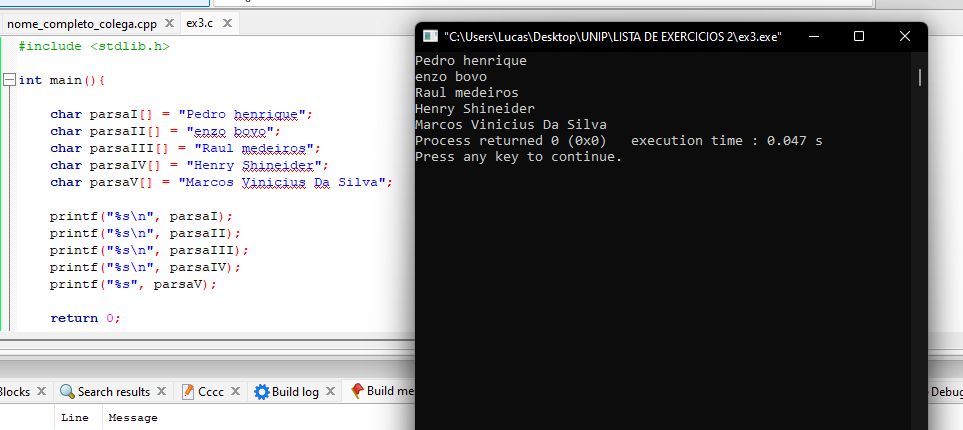 nome_completo_colega.cpp ex3.c
#include <stdlib.h>
int main(){
char parsaI[] = "Pedro henrique";
char parsaII[] = "enzo bovo";
char parsaIII[] = "Raul medeiros";
char parsaIV[] = "Henry Shineider";
char parsaV[] = "Marcos Vinicius Da Silva";
printf("%s\n", parsaI);
printf("%s\n", parsaII);
printf("%s\n", parsaIII);
printf("%s\n", parsaIV);
printf("%s", parsaV);
return 0;
"C:\Users\Lucas\Desktop\UNIP\LISTA DE EXERCICIOS 2\ex3.exe"
Pedro henrique
enzo bovo
Raul medeiros
Henry Shineider
Marcos Vinicius Da Silva
Process returned 0 (0x0)   execution time : 0.047 s
Press any key to continue.
Blocks Search results Cccc Build log Build me Debug
Line Message